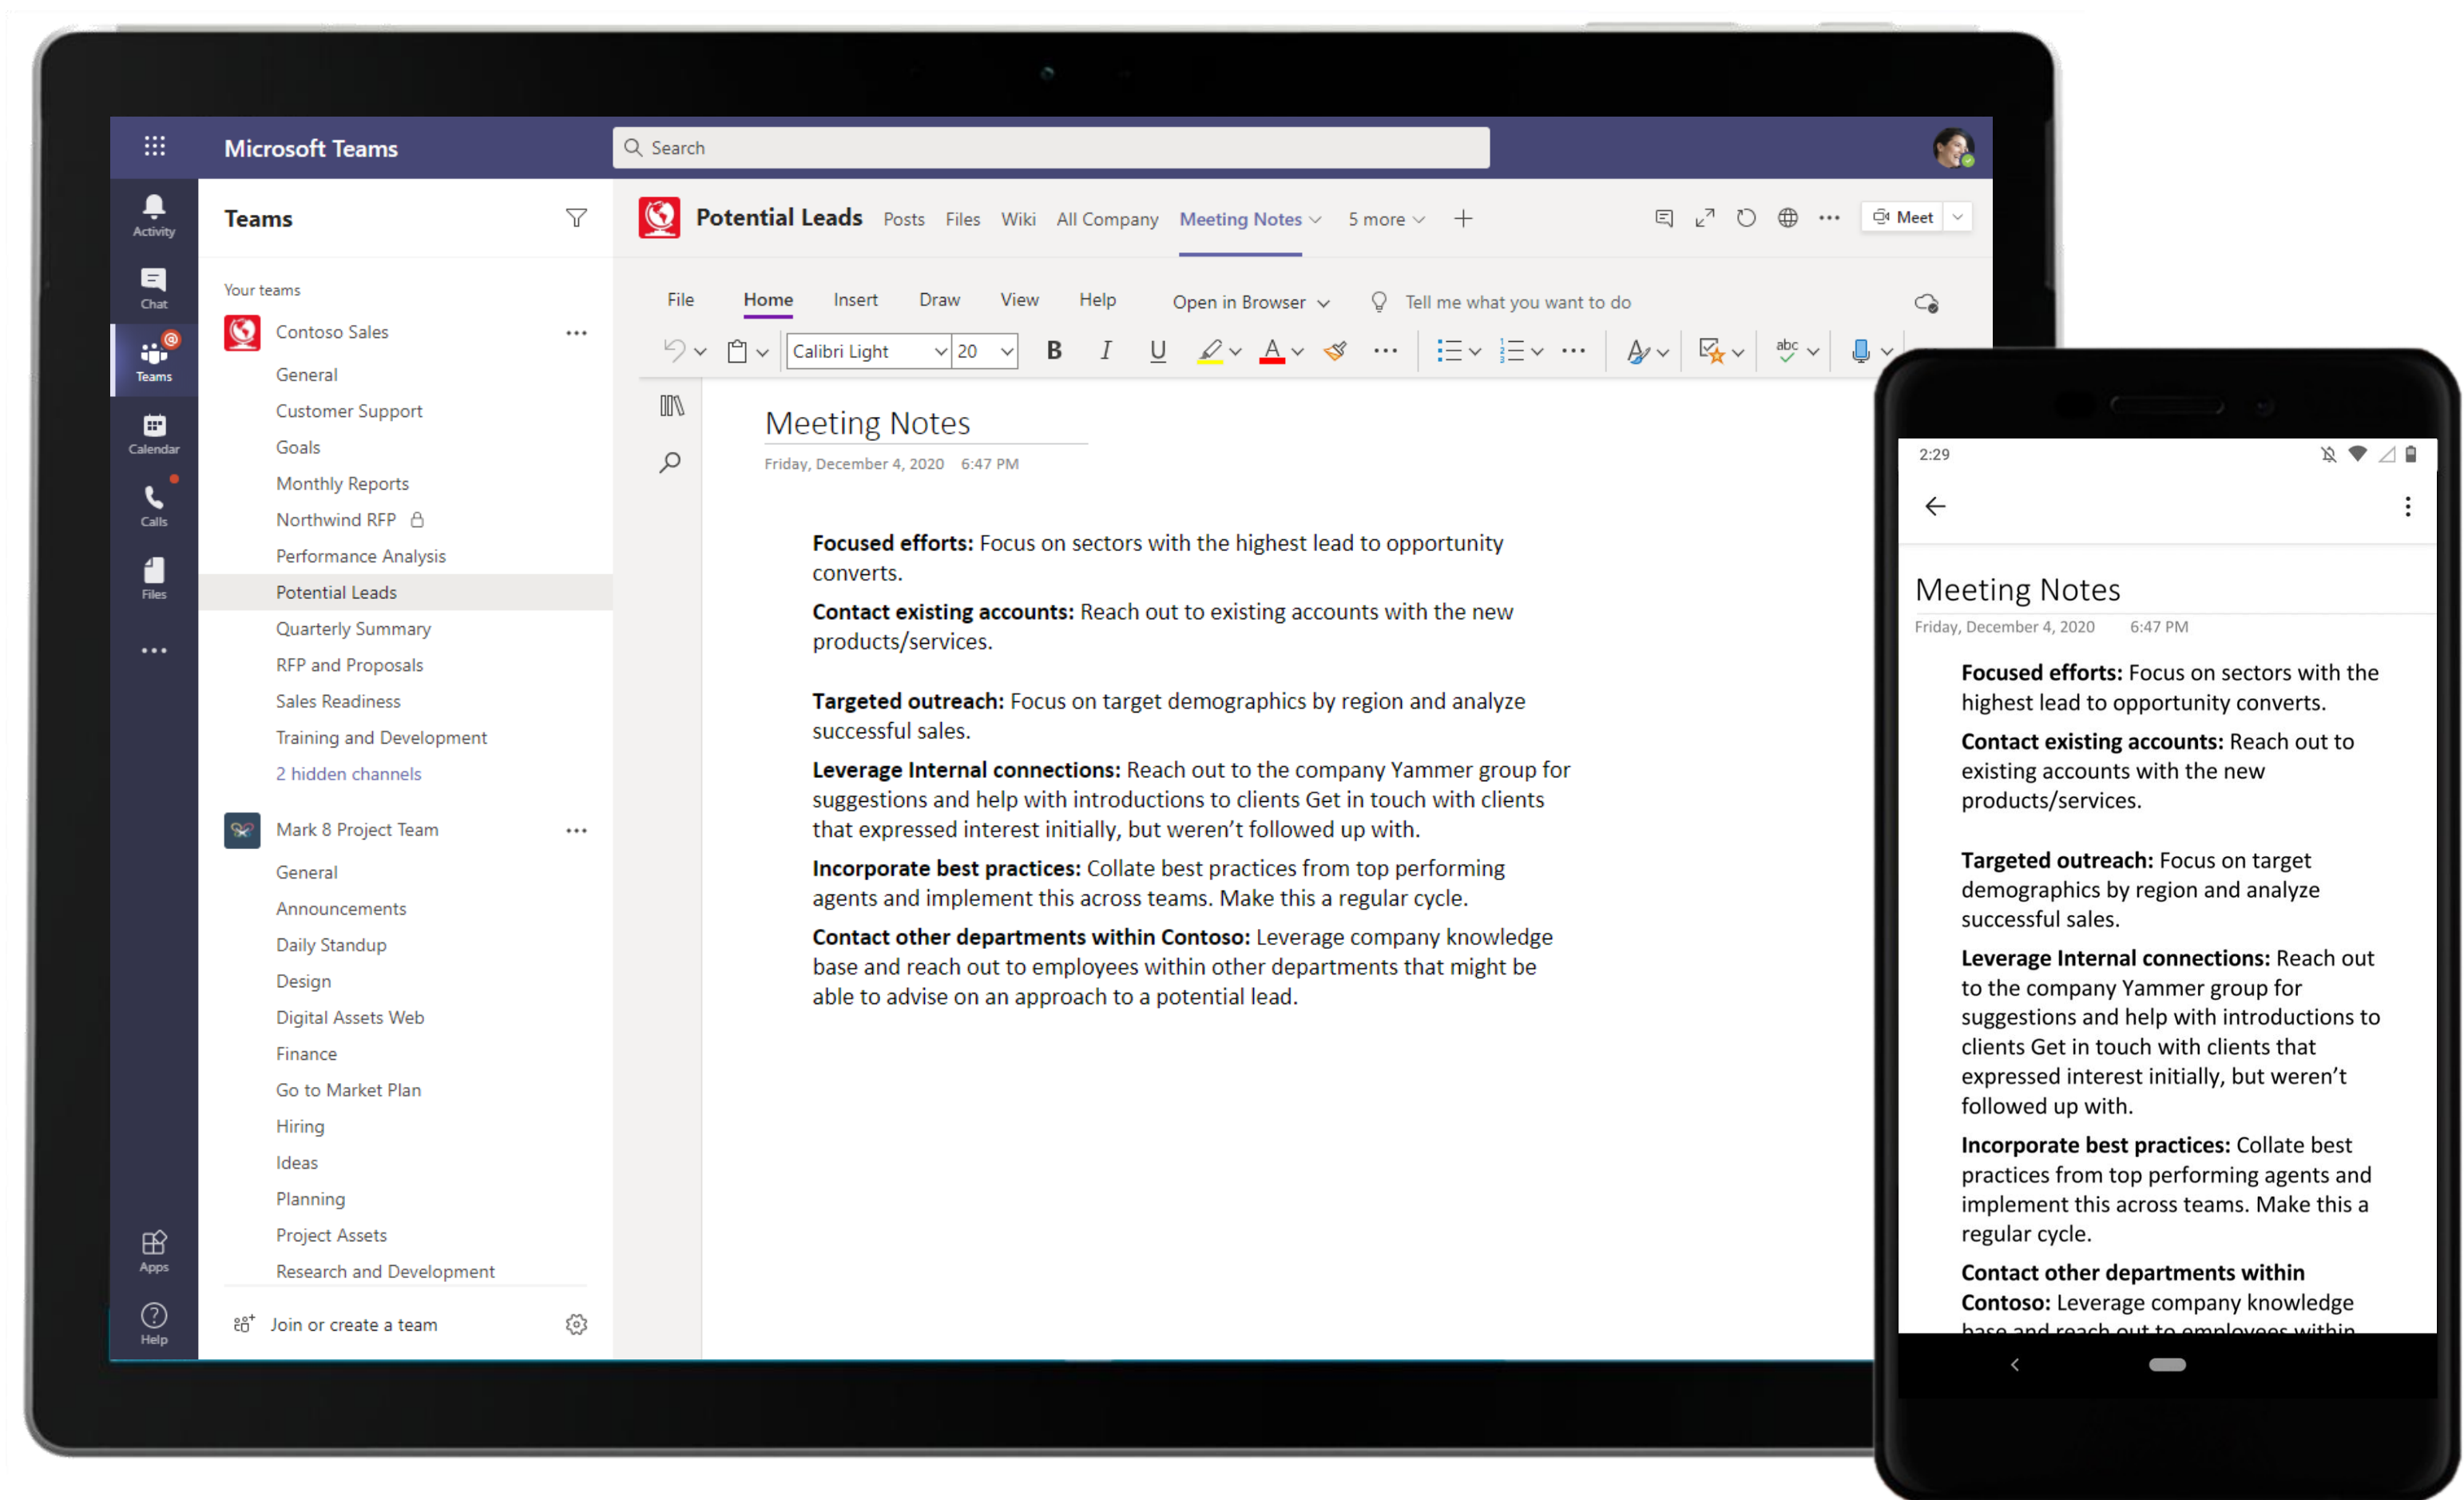 Microsoft Teams
Search
Activity
Chat
Teams
Calendar
Calls
Files
Apps
Help
Teams
Your teams
Contoso Sales
General
Customer Support
Goals
Monthly Reports
Northwind RFP
Performance Analysis
Potential Leads
Quarterly Summary
RFP and Proposals
Sales Readiness
Training and Development
2 hidden channels
Mark 8 Project Team
General
Announcements
Daily Standup
Design
Digital Assets Web
Finance
Go to Market Plan
Hiring
Ideas
Planning
Project Assets
Research and Development
Join or create a team
Potential Leads Posts Files Wiki All Company Meeting Notes 5 more Meet
File Home Insert Draw View Help Open in Browser Tell me what you want to do
Calibri Light 20 B I U A abc
Meeting Notes
Friday, December 4, 2020 6:47 PM
Focused efforts: Focus on sectors with the highest lead to opportunity
converts.
Contact existing accounts: Reach out to existing accounts with the new
products/services.
Targeted outreach: Focus on target demographics by region and analyze
successful sales.
Leverage Internal connections: Reach out to the company Yammer group for
suggestions and help with introductions to clients Get in touch with clients
that expressed interest initially, but weren't followed up with.
Incorporate best practices: Collate best practices from top performing
agents and implement this across teams. Make this a regular cycle.
Contact other departments within Contoso: Leverage company knowledge
base and reach out to employees within other departments that might be
able to advise on an approach to a potential lead.
2:29
Meeting Notes
Friday, December 4, 2020 6:47 PM
Focused efforts: Focus on sectors with the
highest lead to opportunity converts.
Contact existing accounts: Reach out to
existing accounts with the new
products/services.
Targeted outreach: Focus on target
demographics by region and analyze
successful sales.
Leverage Internal connections: Reach out
to the company Yammer group for
suggestions and help with introductions to
clients Get in touch with clients that
expressed interest initially, but weren't
followed up with.
Incorporate best practices: Collate best
practices from top performing agents and
implement this across teams. Make this a
regular cycle.
Contact other departments within
Contoso: Leverage company knowledge
base and reach out to employees within